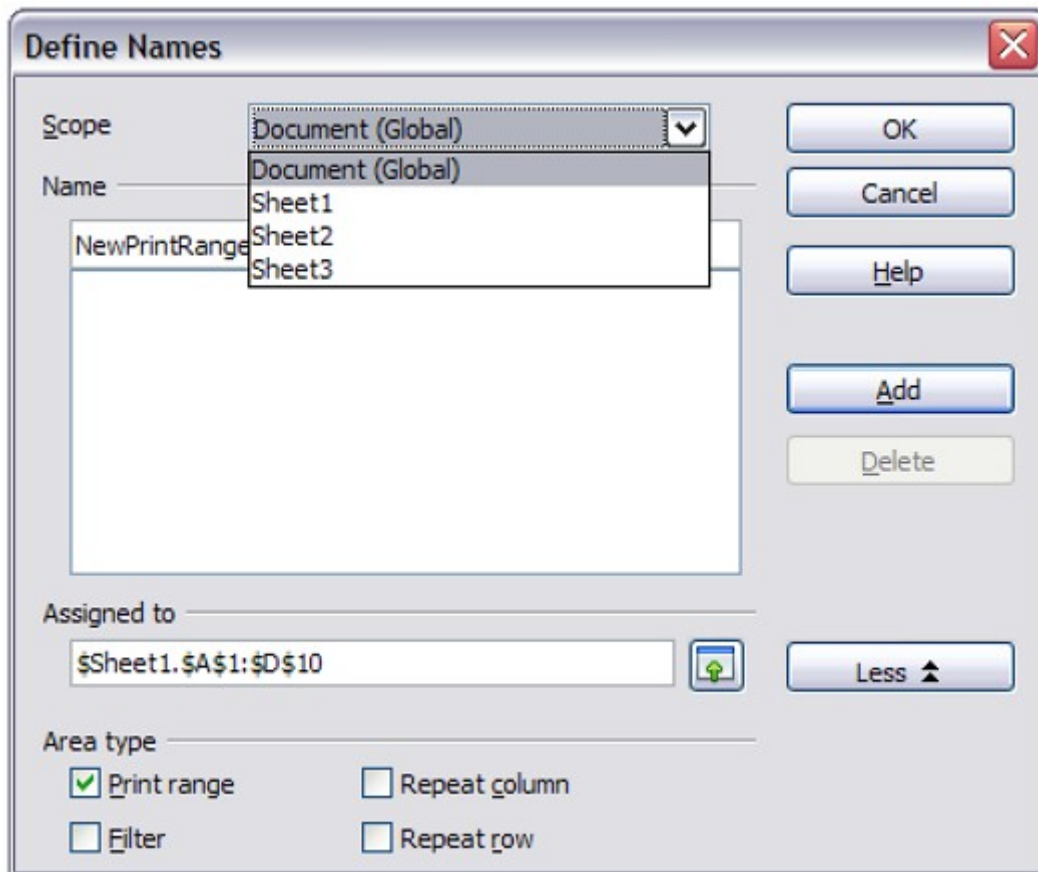 Define Names
Scope
Document (Global)
OK
Document (Global)
Name
Sheet1
Cancel
Sheet2
NewPrintRange
Sheet3
Help
Add
Delete
Assigned to
$Sheet1.$A$1:$D$10
Less
Area type
Print range
Repeat column
Filter
Repeat row